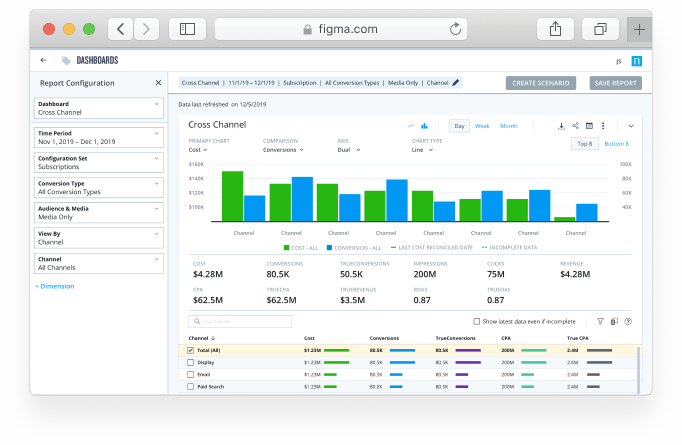 figma.com
DASHBOARDS
JS
n
Report Configuration
Cross Channel | 11/1/19 – 12/1/19 | Subscription | All Conversion Types | Media Only | Channel
CREATE SCENARIO
SAVE REPORT
Dashboard
Cross Channel
Time Period
Nov 1, 2019 – Dec 1, 2019
Configuration Set
Subscriptions
Conversion Type
All Conversion Types
Audience & Media
Media Only
View By
Channel
Channel
All Channels
+ Dimension
Data last refreshed on 12/5/2019
Cross Channel
Day Week Month
PRIMARY CHART COMPARISON AXIS CHART TYPE
Cost Conversions Dual Line
Top 8 Bottom 8
$160K 100K
$140K 80K
$120K 60K
$100K 40K
Channel Channel Channel Channel Channel Channel Channel Channel
COST - ALL CONVERSION - ALL LAST COST RECONCILED DATE INCOMPLETE DATA
COST CONVERSIONS TRUECONVERSIONS IMPRESSIONS CLICKS REVENUE
$4.28M 80.5K 50.5K 200M 75M $4.28M
CPA TRUECPA TRUEREVENUE ROAS TRUEOAS
$62.5M $62.5M $3.5M 0.87 0.87
Show latest data even if incomplete
Channel Cost Conversions TrueConversions CPA True CPA
Total (All) $1.23M 80.5K 80.5K 200M 2.4M
Display $1.23M 80.5K 80.5K 200M 2.4M
Email $1.23M 80.5K 80.5K 200M 2.4M
Paid Search $1.23M 80.5K 80.5K 200M 2.4M